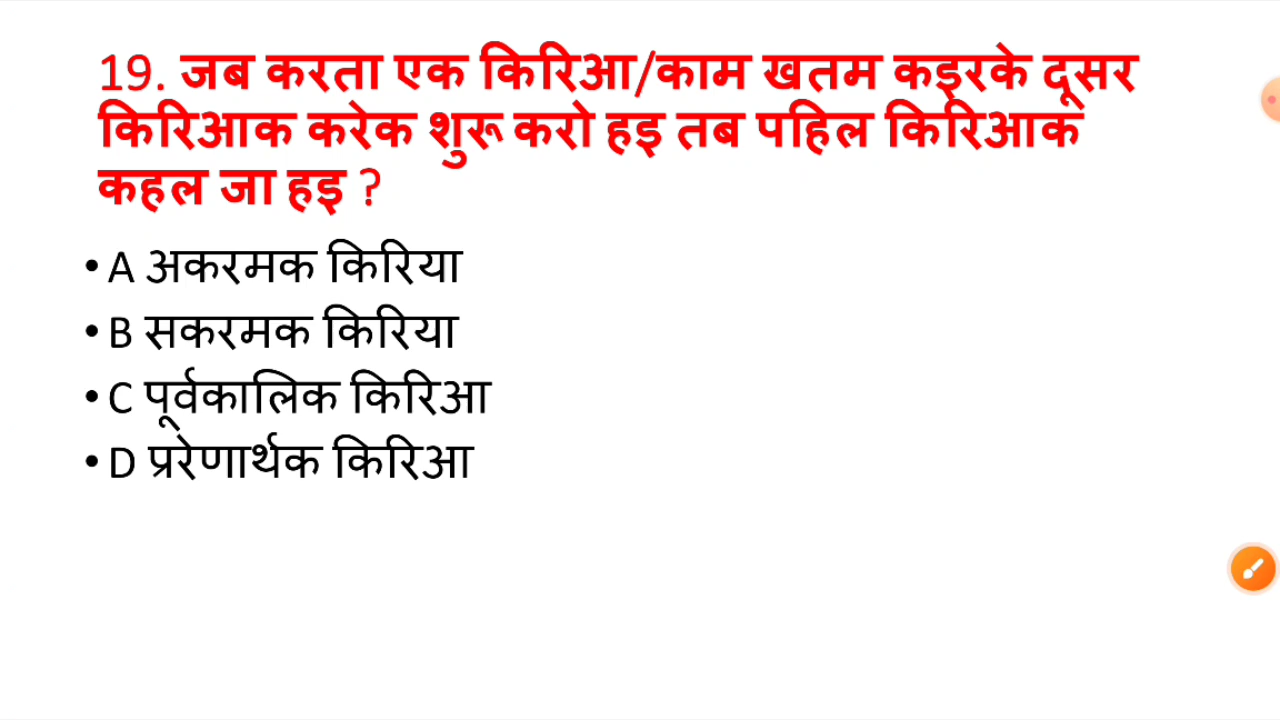 19. जब करता एक किरिआ/काम खतम कइरके दूसर
किरिआक करेक शुरू करो हइ तब पहिल किरिआक
कहल जा हइ ?
• A अकरमक किरिया
• B सकरमक किरिया
• C पूर्वकालिक किरिआ
• D प्ररेणार्थक किरिआ